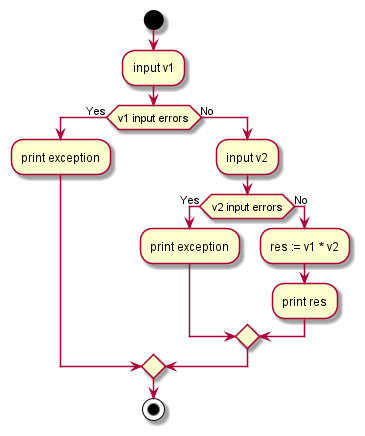 input v1
Yes
v1 input errors
No
print exception
input v2
Yes
v2 input errors
No
print exception
res := v1 * v2
print res